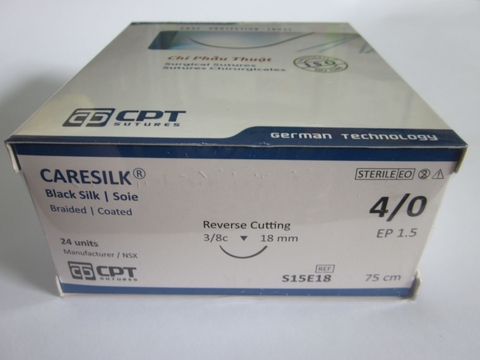 Chỉ Phẫu Thuật
Surgical Sutures
Sutures Chirurgicales
CPT
SUTURES
German Technology
CARESILK®
Black Silk | Soie
Braided | Coated
24 units
Manufacturer / NSX
CPT
SUTURES
Reverse Cutting
3/8c ▼ 18 mm
REF
S15E18
STERILE EO
4/0
EP 1.5
75 cm